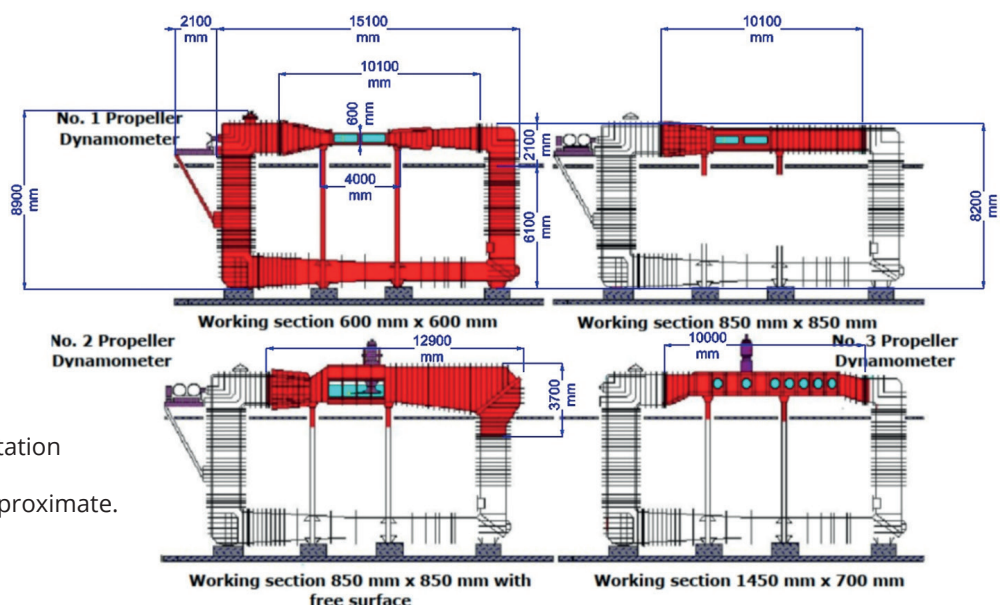 2100
mm
15100
mm
10100
mm
10100
mm
600
mm
No. 1 Propeller
Dynamometer
2100
mm
4000
mm
8900
mm
6100
mm
8200
mm
Working section 600 mm x 600 mm
Working section 850 mm x 850 mm
No. 2 Propeller
Dynamometer
12900
mm
10000
mm
No. 3 Propeller
Dynamometer
3700
mm
tation
proximate.
Working section 850 mm x 850 mm with
free surface
Working section 1450 mm x 700 mm